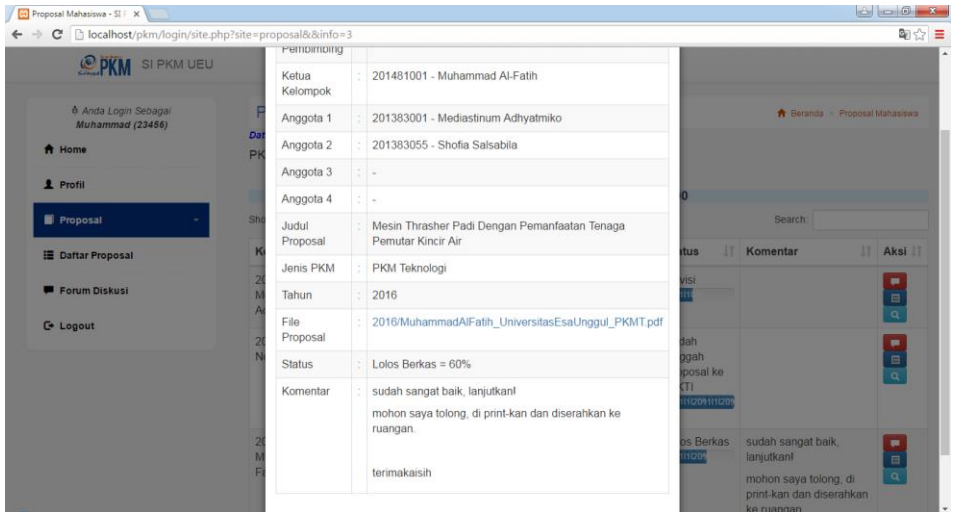 Proposal Mahasiswa - SI
localhost/pkm/login/site.php?site=proposal&&info=3
PKM SI PKM UEU
Anda Login Sebagai
Muhammad (23456)
Home
Profil
Proposal
Daftar Proposal
Forum Diskusi
Logout
Beranda Proposal Mahasiswa
Pembimbing
Ketua Kelompok : 201481001 - Muhammad Al-Fatih
Anggota 1 : 201383001 - Mediastinum Adhyatmiko
Anggota 2 : 201383055 - Shofia Salsabila
Anggota 3 : -
Anggota 4 : -
Judul Proposal : Mesin Thrasher Padi Dengan Pemanfaatan Tenaga
Pemutar Kincir Air
Jenis PKM : PKM Teknologi
Tahun : 2016
File Proposal : 2016/MuhammadAlFatih_UniversitasEsaUnggul_PKMT.pdf
Status : Lolos Berkas = 60%
Komentar : sudah sangat baik, lanjutkan!
mohon saya tolong, di print-kan dan diserahkan ke
ruangan.
terimakaisih
Search:
Komentar Aksi
Berkas
sudah sangat baik,
lanjutkan!
mohon saya tolong, di
print-kan dan diserahkan
ke ruangan